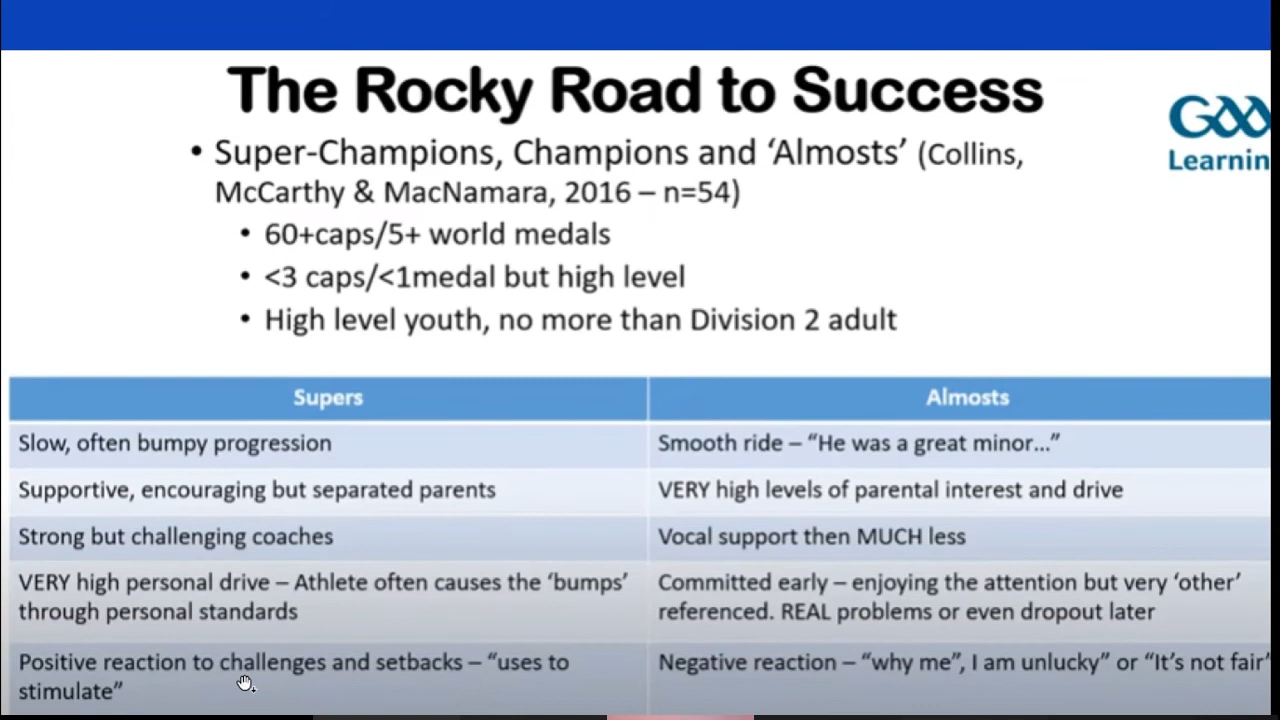 The Rocky Road to Success
GAA
Learnin
• Super-Champions, Champions and ‘Almosts’ (Collins,
McCarthy & MacNamara, 2016 – n=54)
• 60+caps/5+ world medals
• <3 caps/<1medal but high level
• High level youth, no more than Division 2 adult
Supers
Almosts
Slow, often bumpy progression
Smooth ride – “He was a great minor…”
Supportive, encouraging but separated parents
VERY high levels of parental interest and drive
Strong but challenging coaches
Vocal support then MUCH less
VERY high personal drive – Athlete often causes the ‘bumps’
through personal standards
Committed early – enjoying the attention but very ‘other’
referenced. REAL problems or even dropout later
Positive reaction to challenges and setbacks – “uses to
stimulate”
Negative reaction – “why me”, I am unlucky” or “It’s not fair”